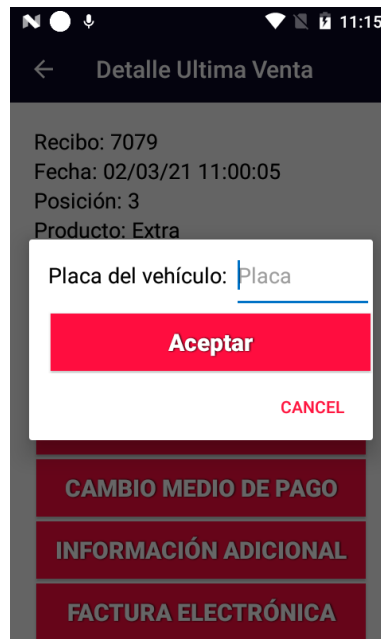 11:15
Detalle Ultima Venta
Recibo: 7079
Fecha: 02/03/21 11:00:05
Posición: 3
Producto: Extra
Placa del vehículo: Placa
Aceptar
CANCEL
CAMBIO MEDIO DE PAGO
INFORMACIÓN ADICIONAL
FACTURA ELECTRÓNICA